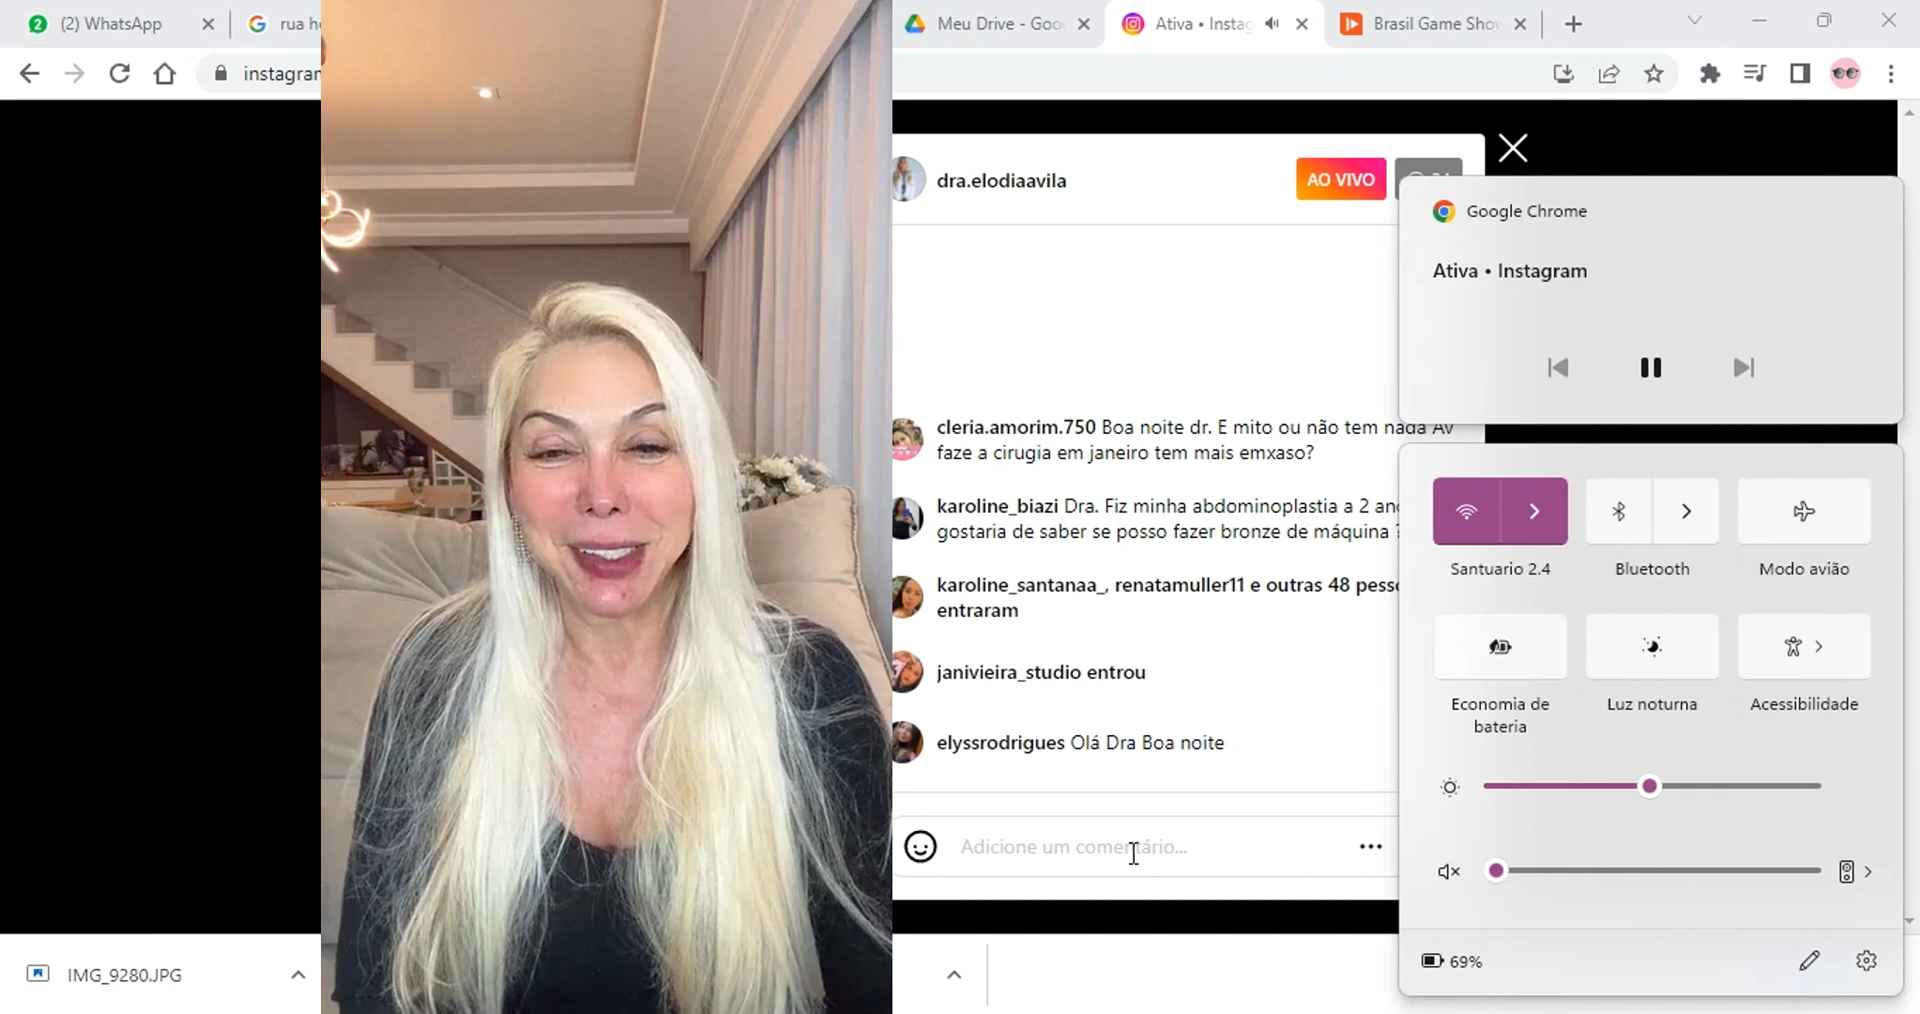 (2) WhatsApp
rua h
Meu Drive - Goo
Ativa • Instag
Brasil Game Show
instagran
dra.elodiaavila
AO VIVO
Google Chrome
Ativa • Instagram
cleria.amorim.750 Boa noite dr. E mito ou não tem nada Av
faze a cirugia em janeiro tem mais emxaso?
karoline_biazi Dra. Fiz minha abdominoplastia a 2 an
gostaria de saber se posso fazer bronze de máquina ?
karoline_santanaa_, renatamuller11 e outras 48 pesso
entraram
janivieira_studio entrou
elyssrodrigues Olá Dra Boa noite
Adicione um comentário...
Santuario 2.4
Bluetooth
Modo avião
Economia de
bateria
Luz noturna
Acessibilidade
69%
IMG_9280.JPG